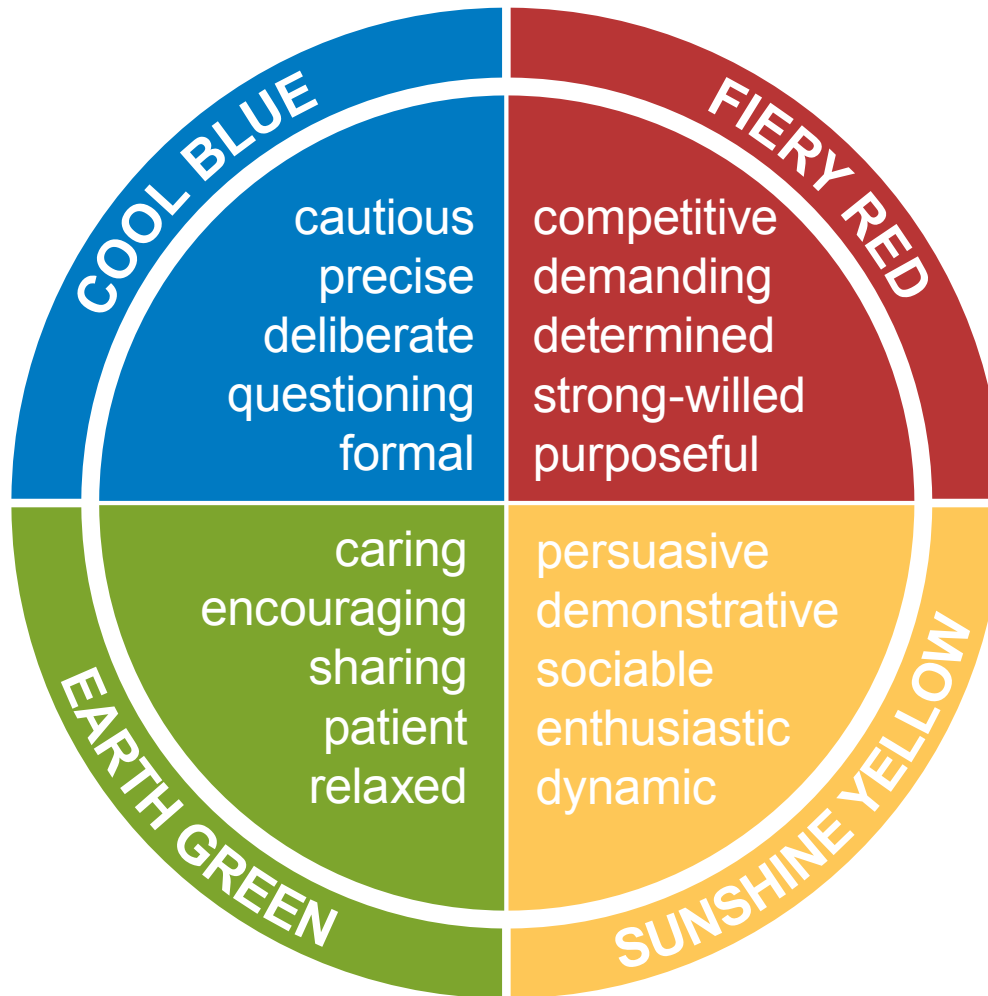 COOL BLUE
cautious
precise
deliberate
questioning
formal
FIERY RED
competitive
demanding
determined
strong-willed
purposeful
EARTH GREEN
caring
encouraging
sharing
patient
relaxed
SUNSHINE YELLOW
persuasive
demonstrative
sociable
enthusiastic
dynamic